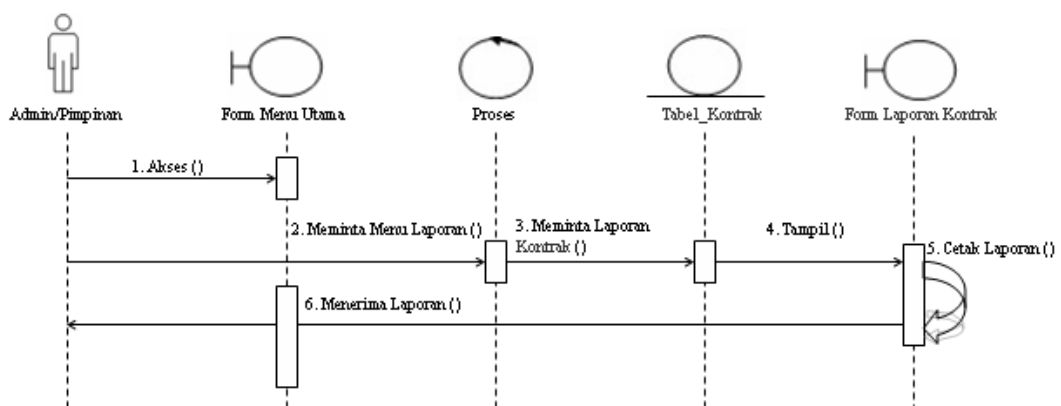 Admin/Pimpinan
Form Menu Utama
Proses
Tabel_Kontrak
Form Laporan Kontrak
1. Akses ()
2. Meminta Menu Laporan ()
3. Meminta Laporan
Kontrak ()
4. Tampil ()
5. Cetak Laporan ()
6. Menerima Laporan ()